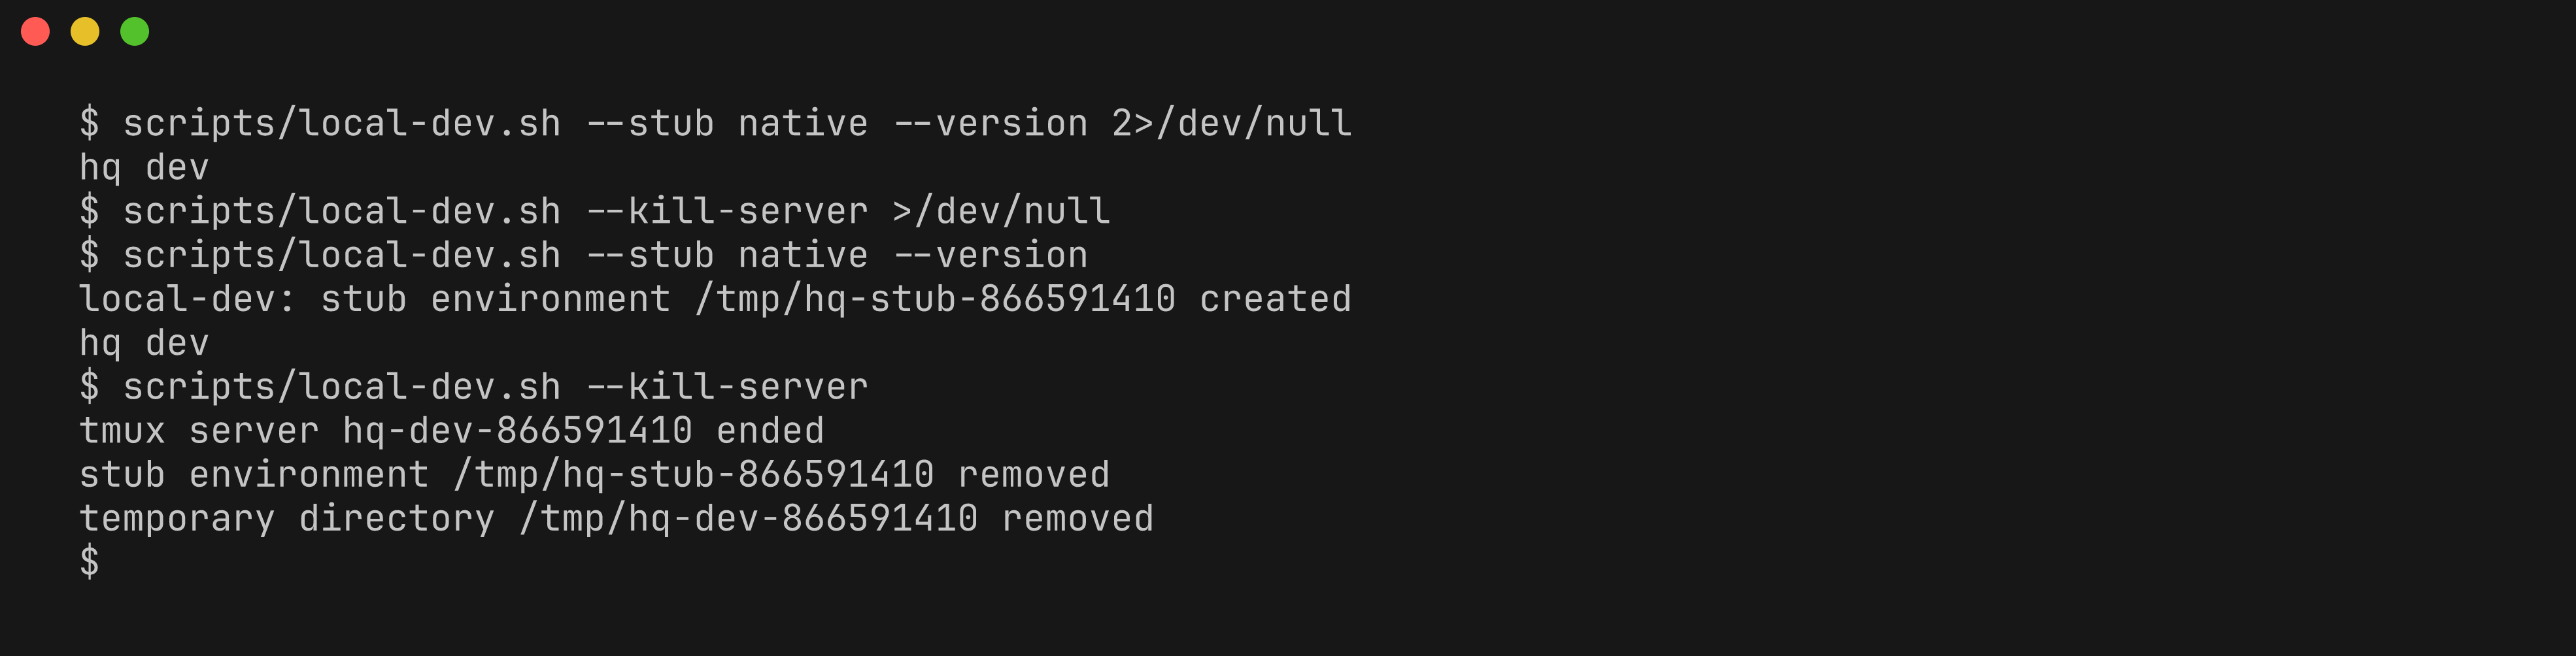 $ scripts/local-dev.sh --stub native --version 2>/dev/null
hq dev
$ scripts/local-dev.sh --kill-server >/dev/null
$ scripts/local-dev.sh --stub native --version
local-dev: stub environment /tmp/hq-stub-866591410 created
hq dev
$ scripts/local-dev.sh --kill-server
tmux server hq-dev-866591410 ended
stub environment /tmp/hq-stub-866591410 removed
temporary directory /tmp/hq-dev-866591410 removed
$